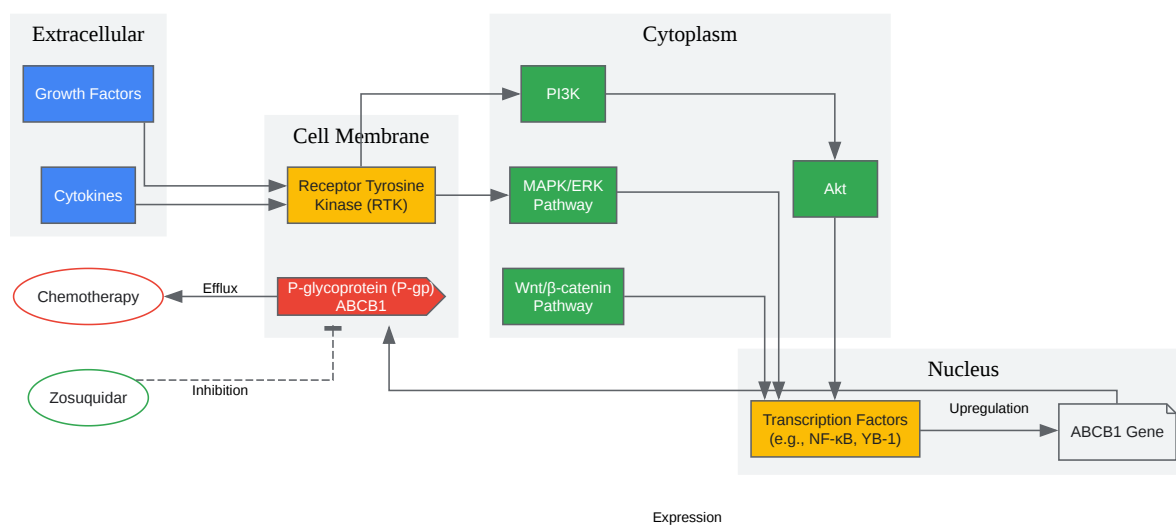 Extracellular
Growth Factors
Cytokines
Cell Membrane
Receptor Tyrosine
Kinase (RTK)
P-glycoprotein (P-gp)
ABCB1
Cytoplasm
PI3K
MAPK/ERK
Pathway
Akt
Wnt/β-catenin
Pathway
Chemotherapy
Efflux
Zosuquidar
Inhibition
Nucleus
Transcription Factors
(e.g., NF-κB, YB-1)
Upregulation
ABCB1 Gene
Expression